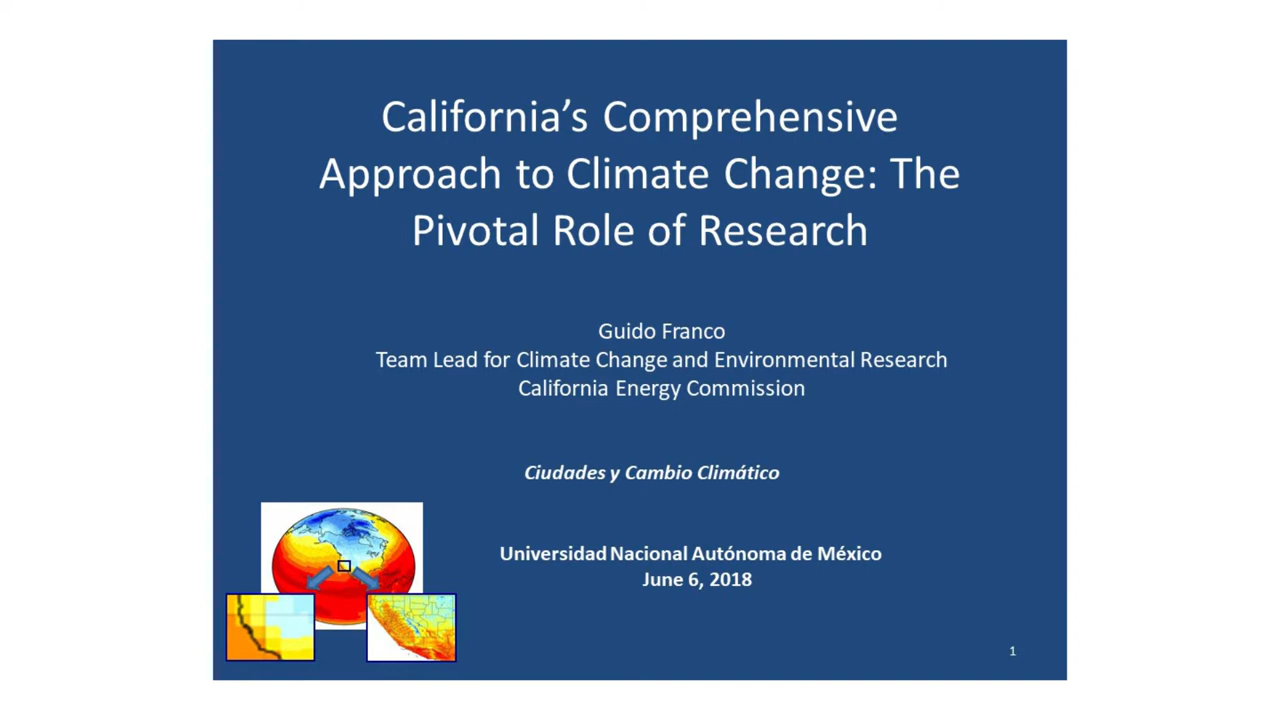 California’s Comprehensive
Approach to Climate Change: The
Pivotal Role of Research
Guido Franco
Team Lead for Climate Change and Environmental Research
California Energy Commission
Ciudades y Cambio Climático
Universidad Nacional Autónoma de México
June 6, 2018
1